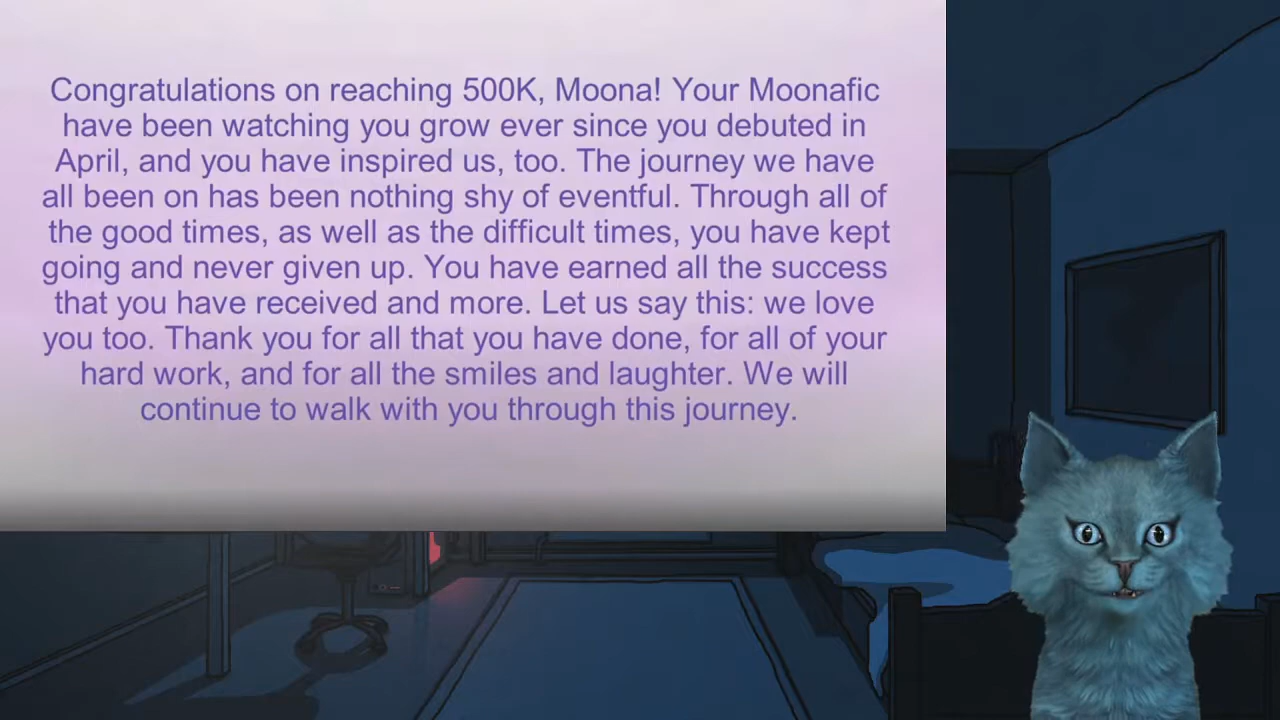 Congratulations on reaching 500K, Moona! Your Moonafic
have been watching you grow ever since you debuted in
April, and you have inspired us, too. The journey we have
all been on has been nothing shy of eventful. Through all of
the good times, as well as the difficult times, you have kept
going and never given up. You have earned all the success
that you have received and more. Let us say this: we love
you too. Thank you for all that you have done, for all of your
hard work, and for all the smiles and laughter. We will
continue to walk with you through this journey.